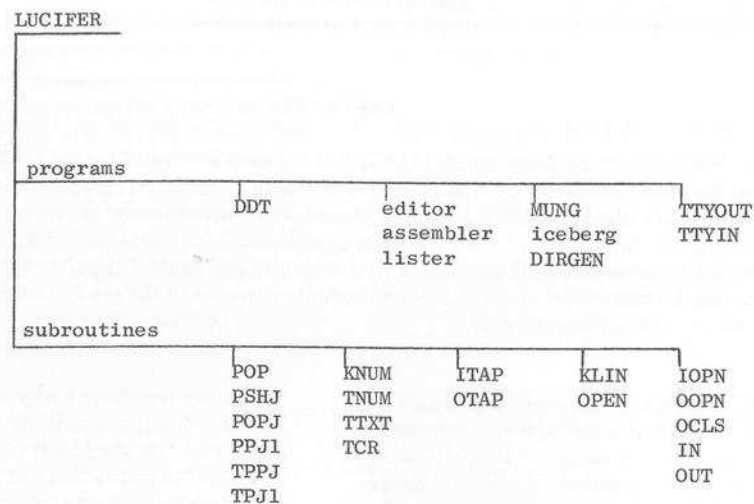 LUCIFER
programs
DDT editor MUNG TTYOUT
assembler iceberg TTYIN
lister DIRGEN
subroutines
POP KNUM ITAP KLIN IOPN
PSHJ TNUM OTAP OPEN OOPN
POPJ TTXT OCLS
PPJ1 TCR IN
TPPJ OUT
TPJ1